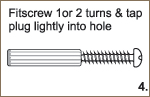 Fitscrew 1or 2 turns & tap
plug lightly into hole
4.